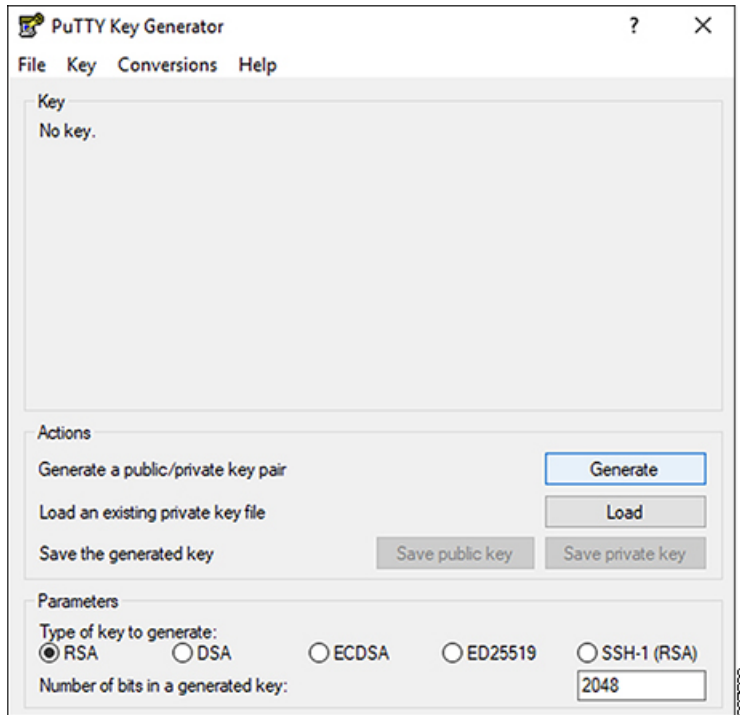 PuTTY Key Generator ? X
File Key Conversions Help
Key
No key.
Actions
Generate a public/private key pair Generate
Load an existing private key file Load
Save the generated key Save public key Save private key
Parameters
Type of key to generate:
RSA DSA ECDSA ED25519 SSH-1 (RSA)
Number of bits in a generated key: 2048